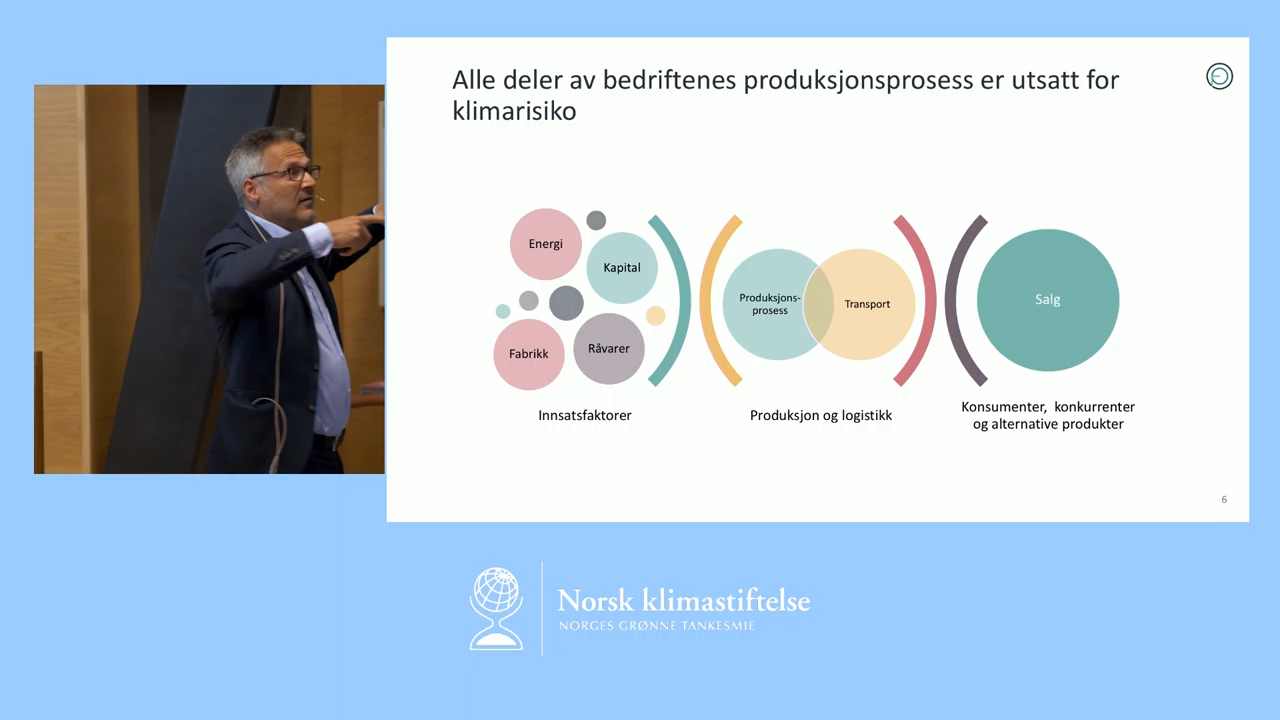 Alle deler av bedriftenes produksjonsprosess er utsatt for
klimarisiko
Energi
Kapital
Fabrikk
Råvarer
Innsatsfaktorer
Produksjons-
prosess
Transport
Produksjon og logistikk
Salg
Konsumenter, konkurrenter
og alternative produkter
6
Norsk klimastiftelse
NORGES GRØNNE TANKESMIE